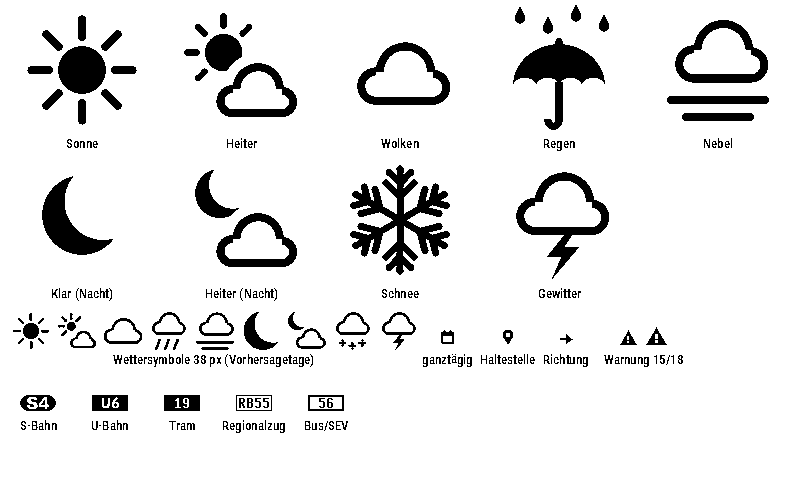 Sonne Heiter Wolken Regen Nebel
Klar (Nacht) Heiter (Nacht) Schnee Gewitter
Wettersymbole 38 px (Vorhersagetage) ganztägig Haltestelle Richtung Warnung 15/18
S4 U6 19 RB55 56
S-Bahn U-Bahn Tram Regionalzug Bus/SEV